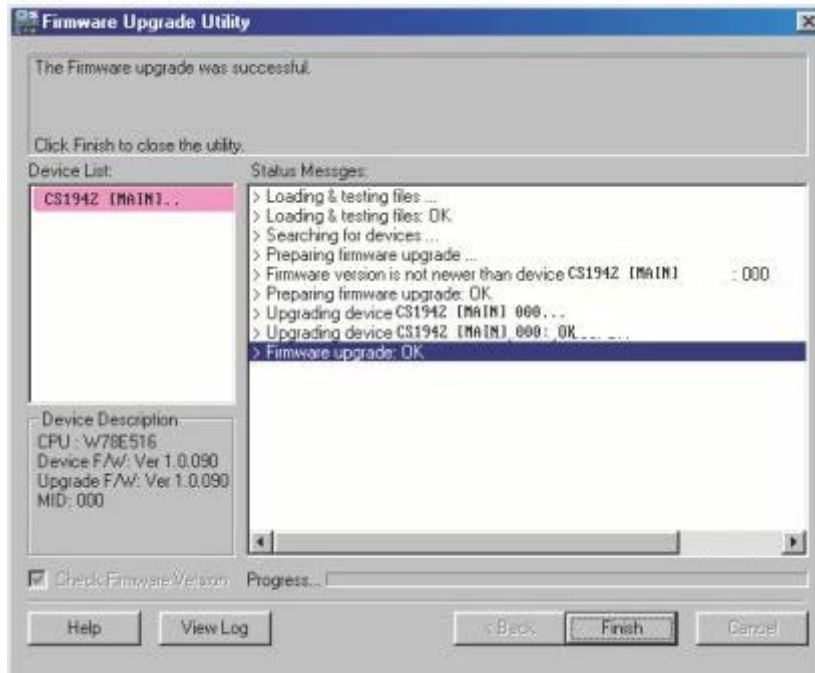 Firmware Upgrade Utility
The Firmware upgrade was successful.
Click Finish to close the utility.
Device List:
CS1942 [MAIN]..
Status Messges:
> Loading & testing files ...
> Loading & testing files: OK
> Searching for devices ...
> Preparing firmware upgrade ...
> Firmware version is not newer than device CS1942 [MAIN] : 000
> Preparing firmware upgrade: OK
> Upgrading device CS1942 [MAIN] 000...
> Upgrading device CS1942 [MAIN] 000: OK
> Firmware upgrade: OK
Device Description
CPU : W78E516
Device F/W: Ver 1.0.090
Upgrade F/W: Ver 1.0.090
MID: 000
Check Firmware Version Progress...
Help View Log < Back Finish Cancel